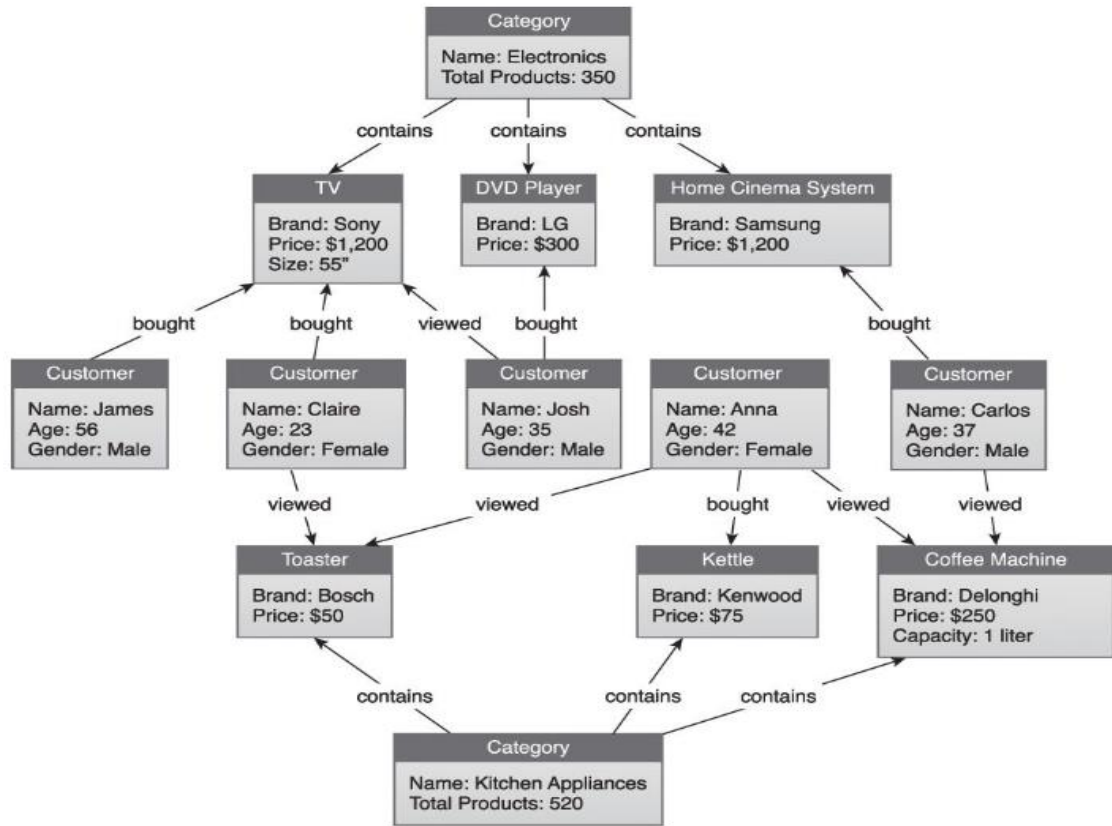 Category
Name: Electronics
Total Products: 350
contains
contains
contains
TV
Brand: Sony
Price: $1,200
Size: 55"
DVD Player
Brand: LG
Price: $300
Home Cinema System
Brand: Samsung
Price: $1,200
bought
bought
viewed
bought
bought
Customer
Name: James
Age: 56
Gender: Male
Customer
Name: Claire
Age: 23
Gender: Female
Customer
Name: Josh
Age: 35
Gender: Male
Customer
Name: Anna
Age: 42
Gender: Female
Customer
Name: Carlos
Age: 37
Gender: Male
viewed
viewed
bought
viewed
viewed
Toaster
Brand: Bosch
Price: $50
Kettle
Brand: Kenwood
Price: $75
Coffee Machine
Brand: Delonghi
Price: $250
Capacity: 1 liter
contains
contains
contains
Category
Name: Kitchen Appliances
Total Products: 520